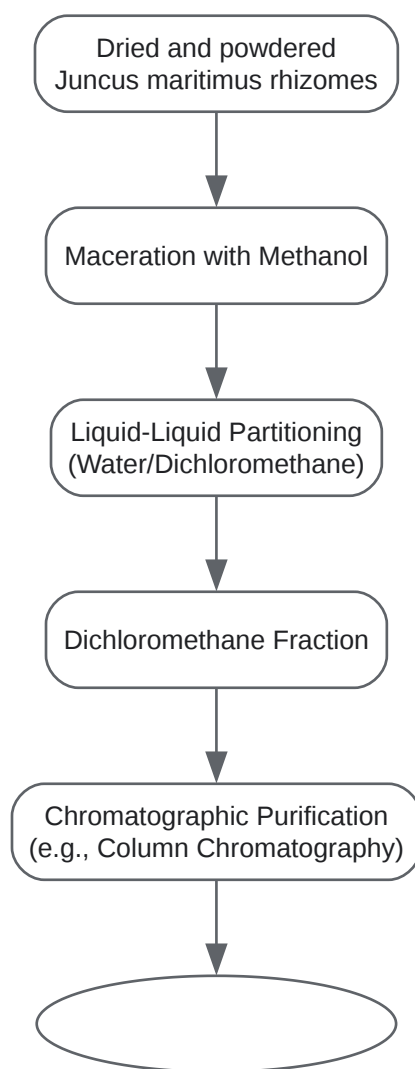 Dried and powdered
Juncus maritimus rhizomes
Maceration with Methanol
Liquid-Liquid Partitioning
(Water/Dichloromethane)
Dichloromethane Fraction
Chromatographic Purification
(e.g., Column Chromatography)